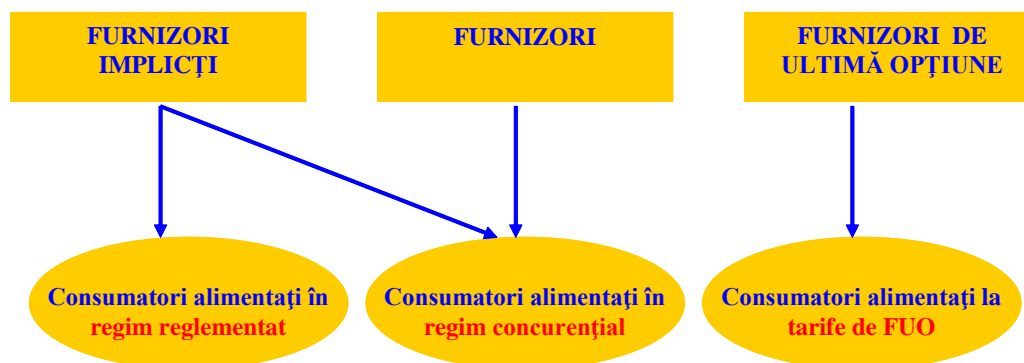 FURNIZORI
IMPLICŢI
FURNIZORI
FURNIZORI DE
ULTIMĂ OPŢIUNE
Consumatori alimentaţi în
regim reglementat
Consumatori alimentaţi în
regim concurenţial
Consumatori alimentaţi la
tarife de FUO